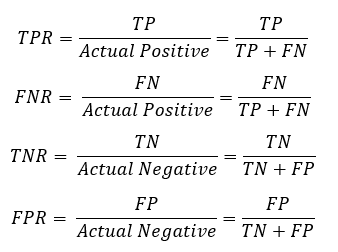 TPR = TP / Actual Positive = TP / TP + FN
FNR = FN / Actual Positive = FN / TP + FN
TNR = TN / Actual Negative = TN / TN + FP
FPR = FP / Actual Negative = FP / TN + FP